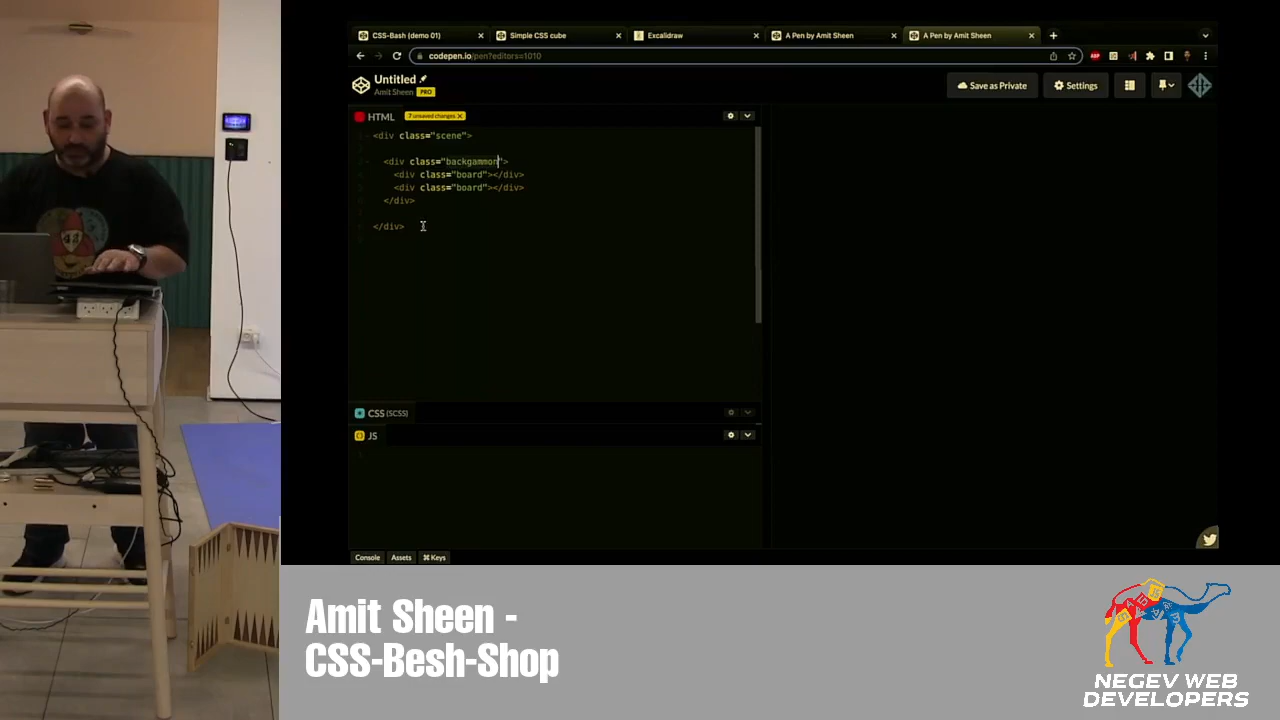 CSS-Bash (demo 01)
Simple CSS cube
Excalidraw
A Pen by Amit Sheen
A Pen by Amit Sheen
codepen.io/pen?editors=1010
Untitled
Amit Sheen PRO
Save as Private
Settings
HTML
7 unsaved changes X
<div class="scene">
<div class="backgammon">
<div class="board"></div>
<div class="board"></div>
</div>
</div>
CSS (SCSS)
JS
Console
Assets
⌘ Keys
Amit Sheen -
CSS-Besh-Shop
NEGEV WEB
DEVELOPERS